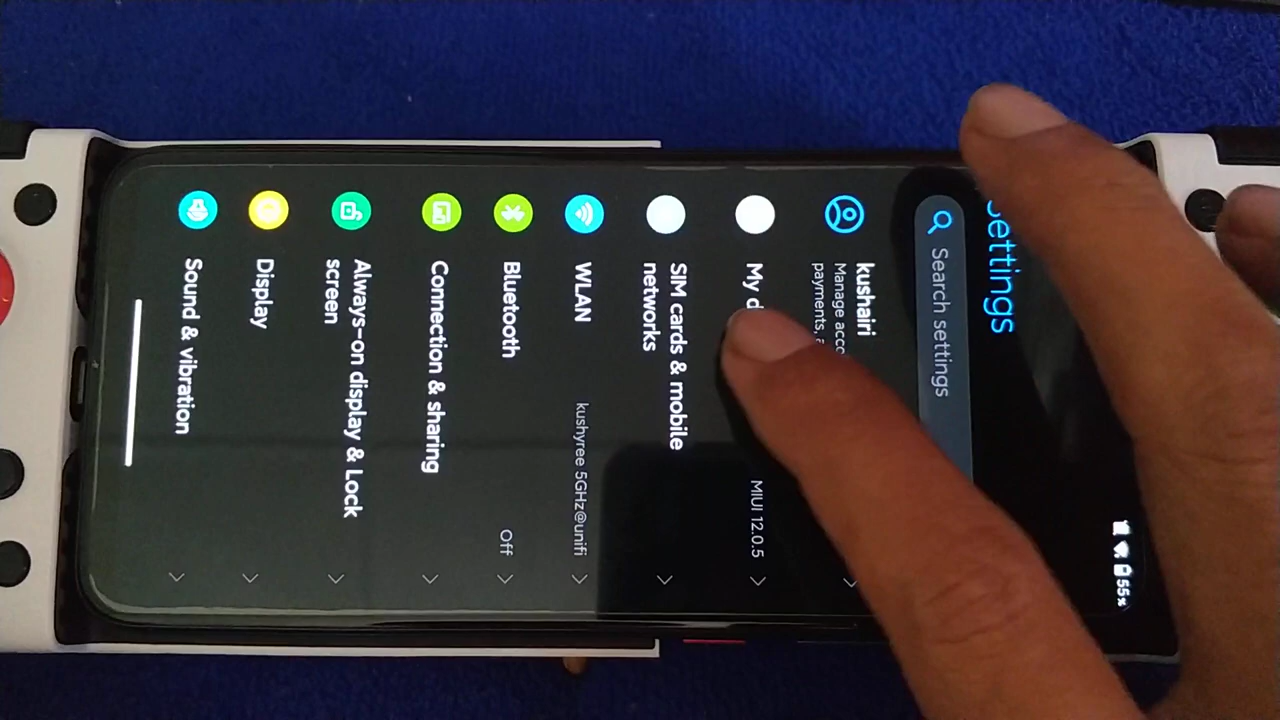 55%
Settings
Search settings
kushairi
Manage acco
payments, a
My d
MIUI 12.0.5
SIM cards & mobile
networks
WLAN
kushyree 5GHz@unifi
Bluetooth
Off
Connection & sharing
Always-on display & Lock
screen
Display
Sound & vibration